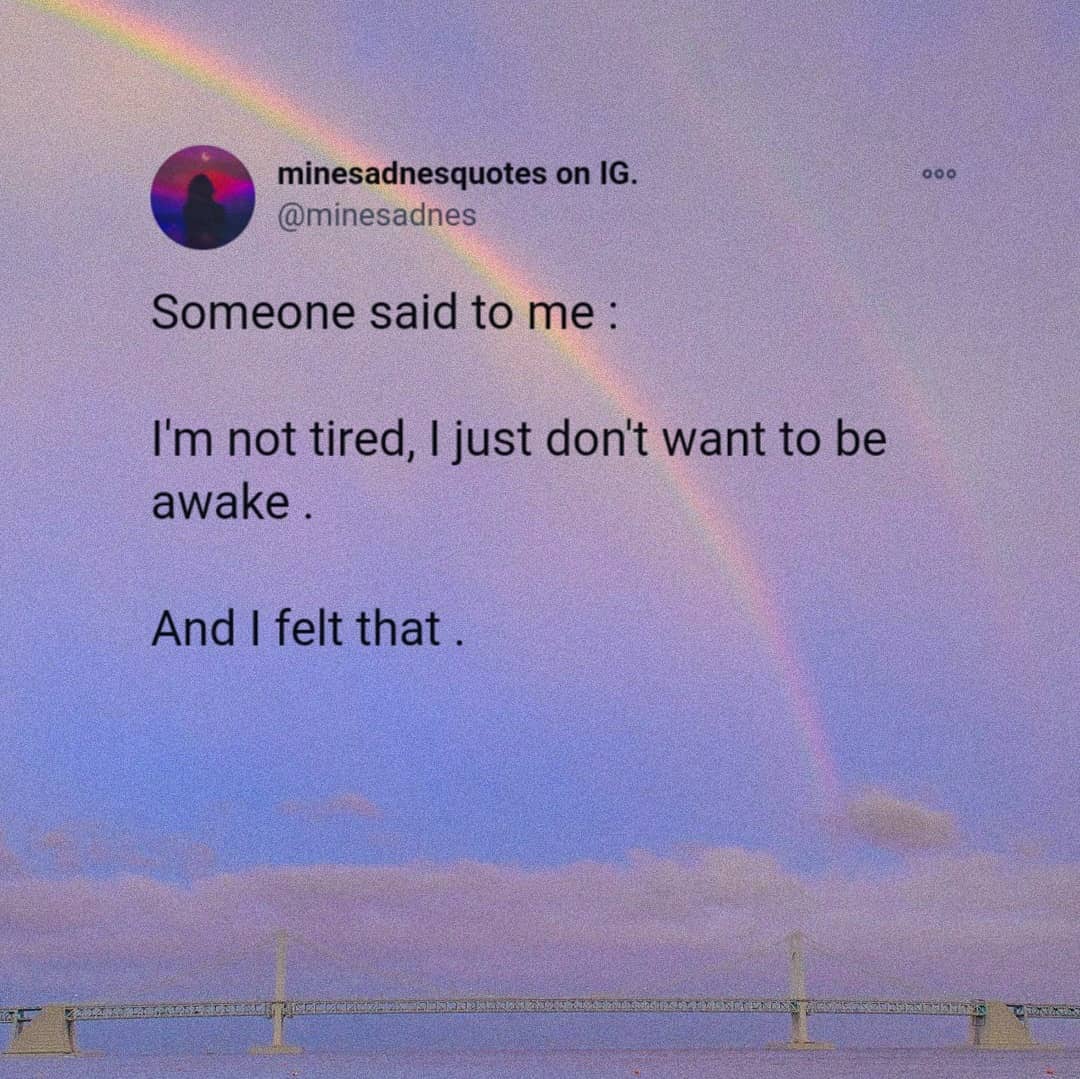 minesadnesquotes on IG.
@minesadnes
Someone said to me :
I'm not tired, I just don't want to be
awake .
And I felt that .